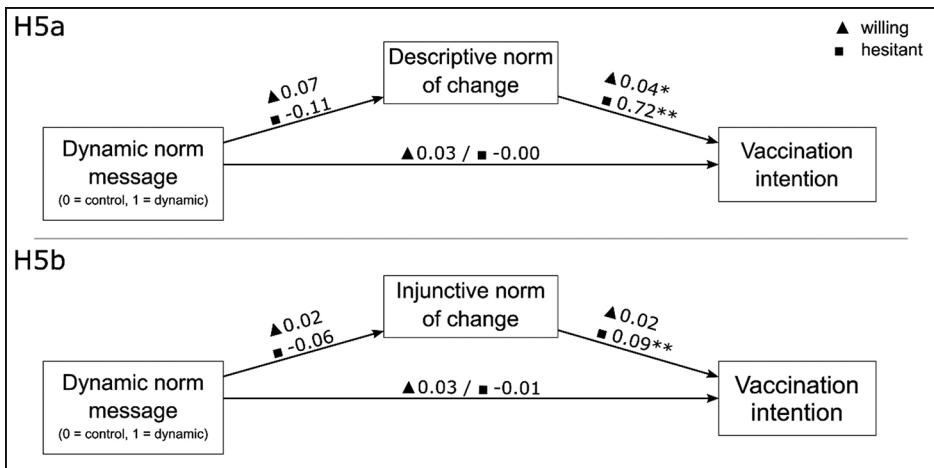 H5a
▲ willing
■ hesitant
Descriptive norm
of change
▲0.07
■ -0.11
▲0.04*
■ 0.72**
Dynamic norm
message
(0 = control, 1 = dynamic)
▲0.03 / ■ -0.00
Vaccination
intention
H5b
Injunctive norm
of change
▲0.02
■ -0.06
▲0.02
■ 0.09**
Dynamic norm
message
(0 = control, 1 = dynamic)
▲0.03 / ■ -0.01
Vaccination
intention